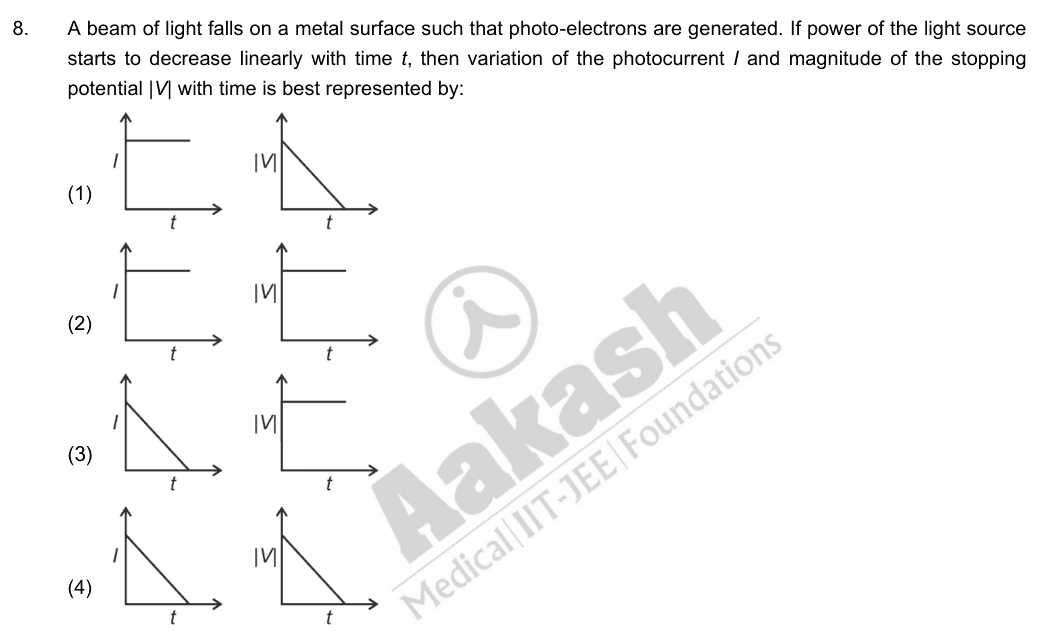 8. A beam of light falls on a metal surface such that photo-electrons are generated. If power of the light source
starts to decrease linearly with time t, then variation of the photocurrent I and magnitude of the stopping
potential |V| with time is best represented by:
I |V|
(1)
t t
I |V|
(2)
t t
I |V|
(3)
t t
I |V|
(4)
t t
Aakash
Medical|IIT-JEE|Foundations